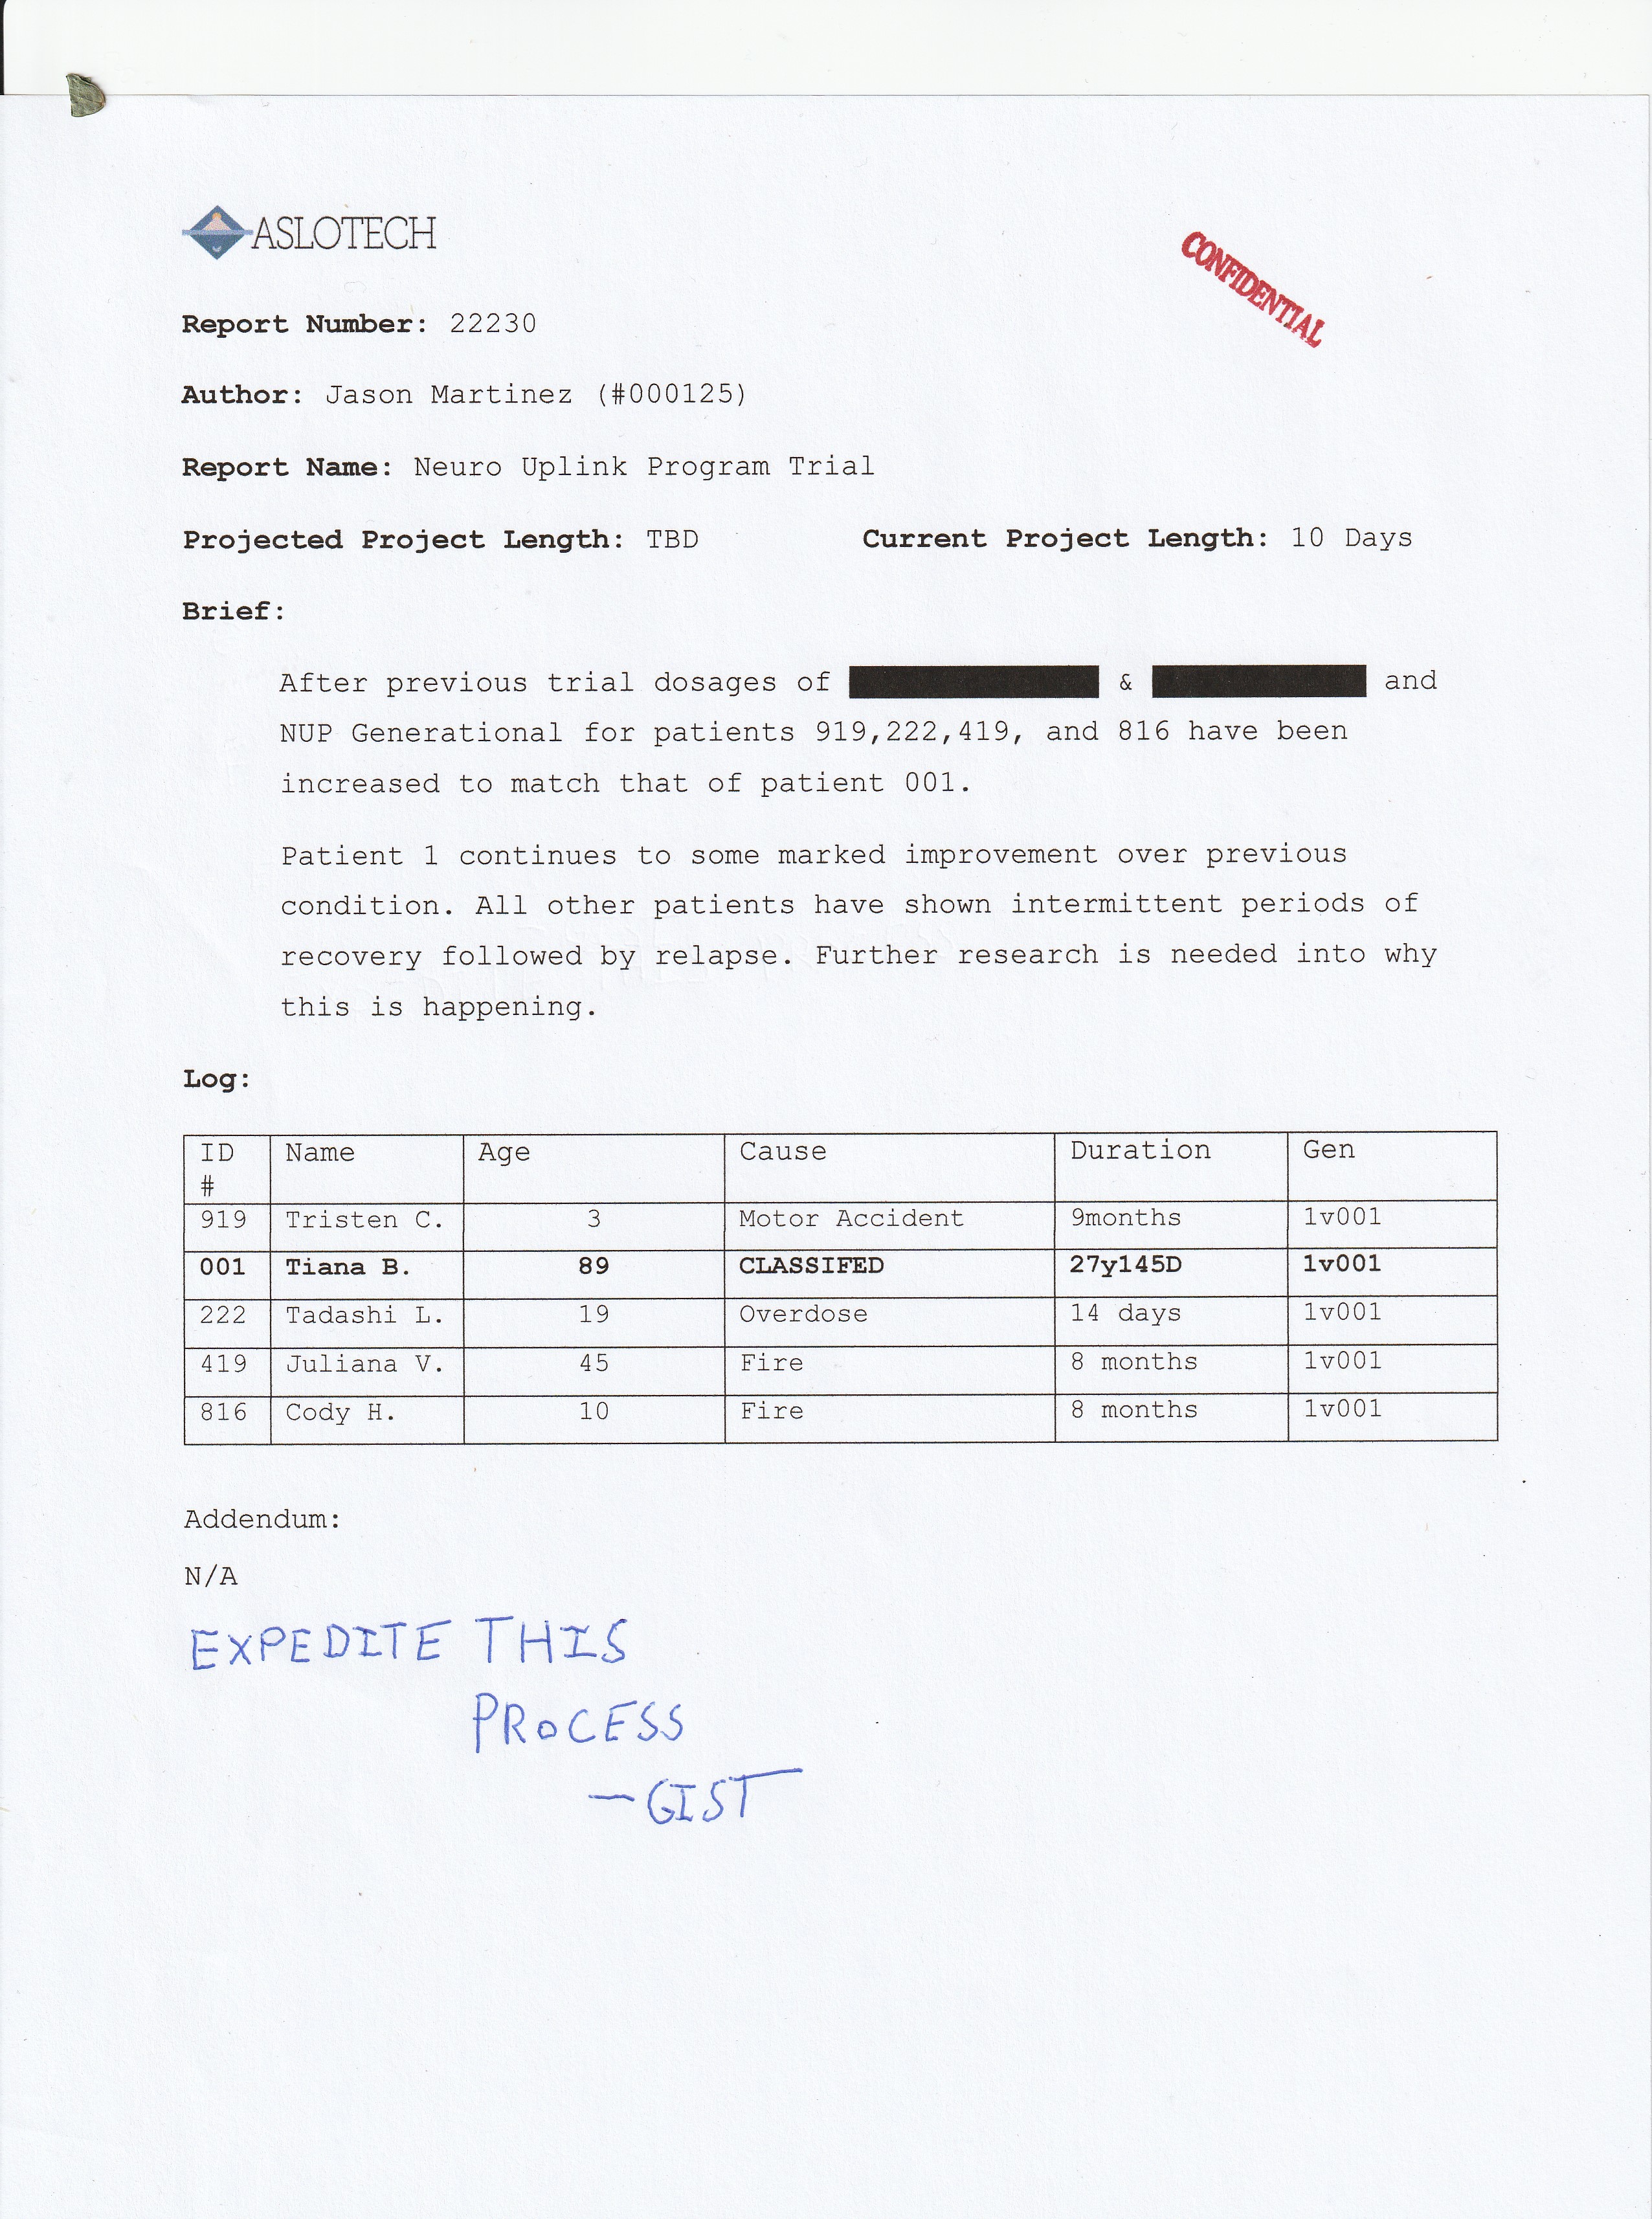 ASLOTECH
CONFIDENTIAL
Report Number: 22230
Author: Jason Martinez (#000125)
Report Name: Neuro Uplink Program Trial
Projected Project Length: TBD Current Project Length: 10 Days
Brief:
After previous trial dosages of & and
NUP Generational for patients 919,222,419, and 816 have been
increased to match that of patient 001.
Patient 1 continues to some marked improvement over previous
condition. All other patients have shown intermittent periods of
recovery followed by relapse. Further research is needed into why
this is happening.
Log:
ID # Name Age Cause Duration Gen
919 Tristen C. 3 Motor Accident 9months 1v001
001 Tiana B. 89 CLASSIFED 27y145D 1v001
222 Tadashi L. 19 Overdose 14 days 1v001
419 Juliana V. 45 Fire 8 months 1v001
816 Cody H. 10 Fire 8 months 1v001
Addendum:
N/A
EXPEDITE THIS
PROCESS
—GIST